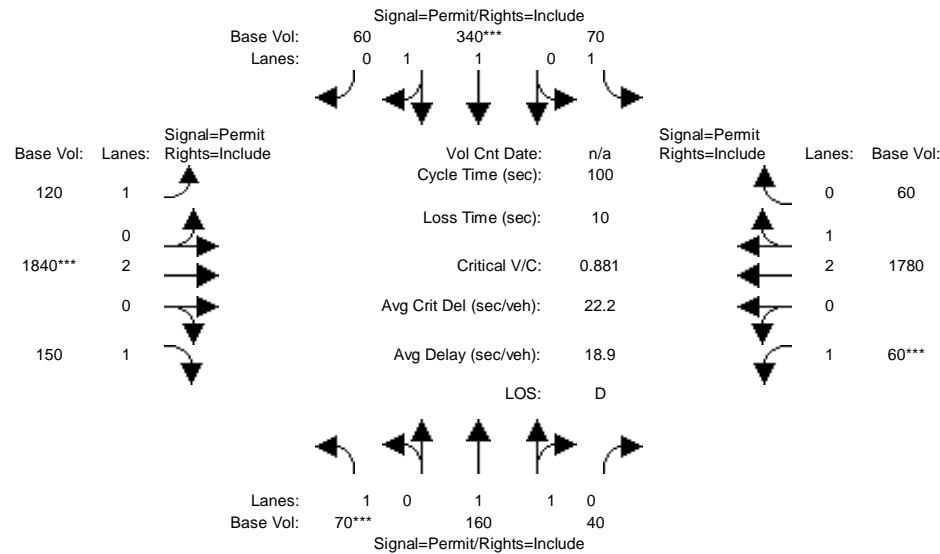 Signal=Permit/Rights=Include
Base Vol: 60 340*** 70
Lanes: 0 1 1 0 1
Signal=Permit Signal=Permit
Base Vol: Lanes: Rights=Include Vol Cnt Date: n/a Rights=Include Lanes: Base Vol:
Cycle Time (sec): 100
120 1 0 60
Loss Time (sec): 10
0 1
1840*** 2 Critical V/C: 0.881 2 1780
0 Avg Crit Del (sec/veh): 22.2 0
150 1 Avg Delay (sec/veh): 18.9 1 60***
LOS: D
Lanes: 1 0 1 1 0
Base Vol: 70*** 160 40
Signal=Permit/Rights=Include